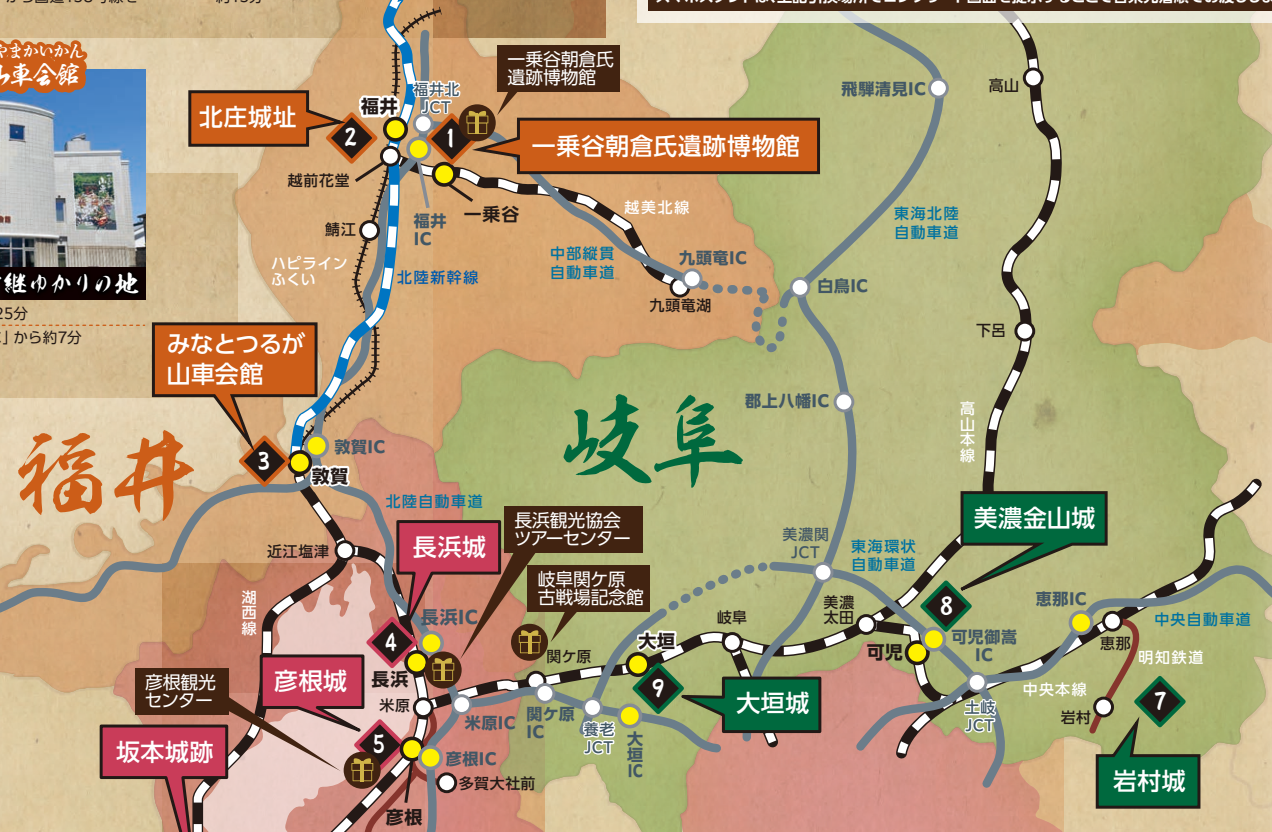 約15分
やまかいかん
山車会館
継ゆかりの地
25分
」から約7分
一乗谷朝倉氏
遺跡博物館
福井北
JCT
福井
北庄城址
2
1
一乗谷朝倉氏遺跡博物館
越前花堂
一乗谷
鯖江
福井
IC
越美北線
ハピライン
ふくい
北陸新幹線
中部縦貫
自動車道
九頭竜IC
九頭竜湖
飛騨清見IC
高山
東海北陸
自動車道
白鳥IC
下呂
みなとつるが
山車会館
郡上八幡IC
高山本線
岐阜
福井
3
敦賀IC
敦賀
北陸自動車道
長浜観光協会
ツアーセンター
長浜城
近江塩津
美濃金山城
美濃関
JCT
東海環状
自動車道
岐阜関ケ原
古戦場記念館
湖西線
長浜IC
4
長浜
関ケ原
大垣
岐阜
美濃
太田
8
可児御嵩
IC
可児
恵那IC
恵那
中央自動車道
明知鉄道
彦根観光
センター
彦根城
米原
米原IC
関ケ原
IC
養老
JCT
9
大垣城
大垣
IC
中央本線
土岐
JCT
岩村
7
岩村城
坂本城跡
5
彦根IC
多賀大社前
彦根